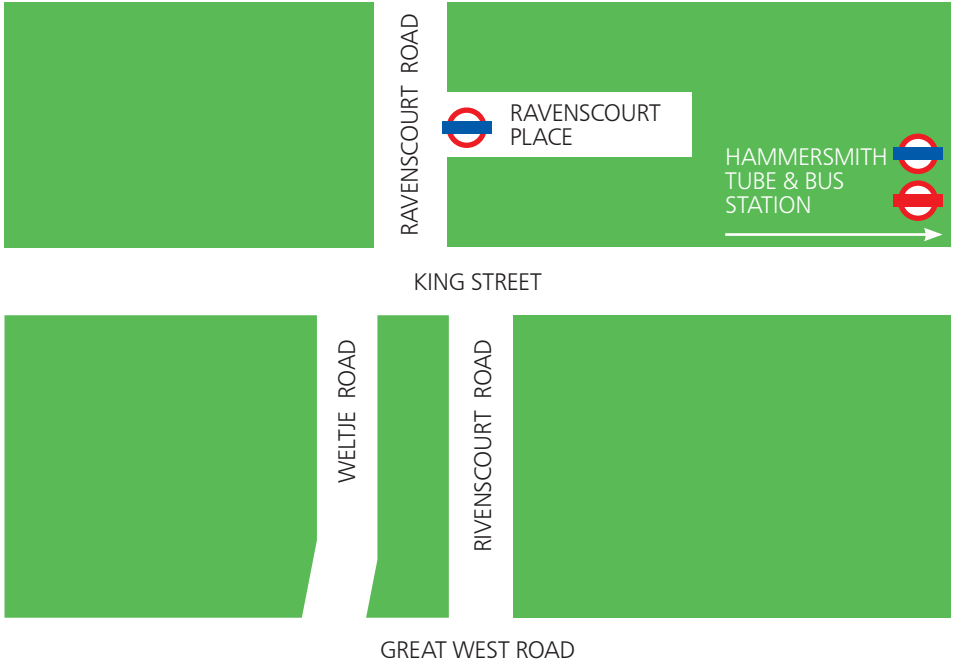 RAVENSCOURT ROAD
RAVENSCOURT
PLACE
HAMMERSMITH
TUBE & BUS
STATION
KING STREET
WELTJE ROAD
RIVENSCOURT ROAD
GREAT WEST ROAD